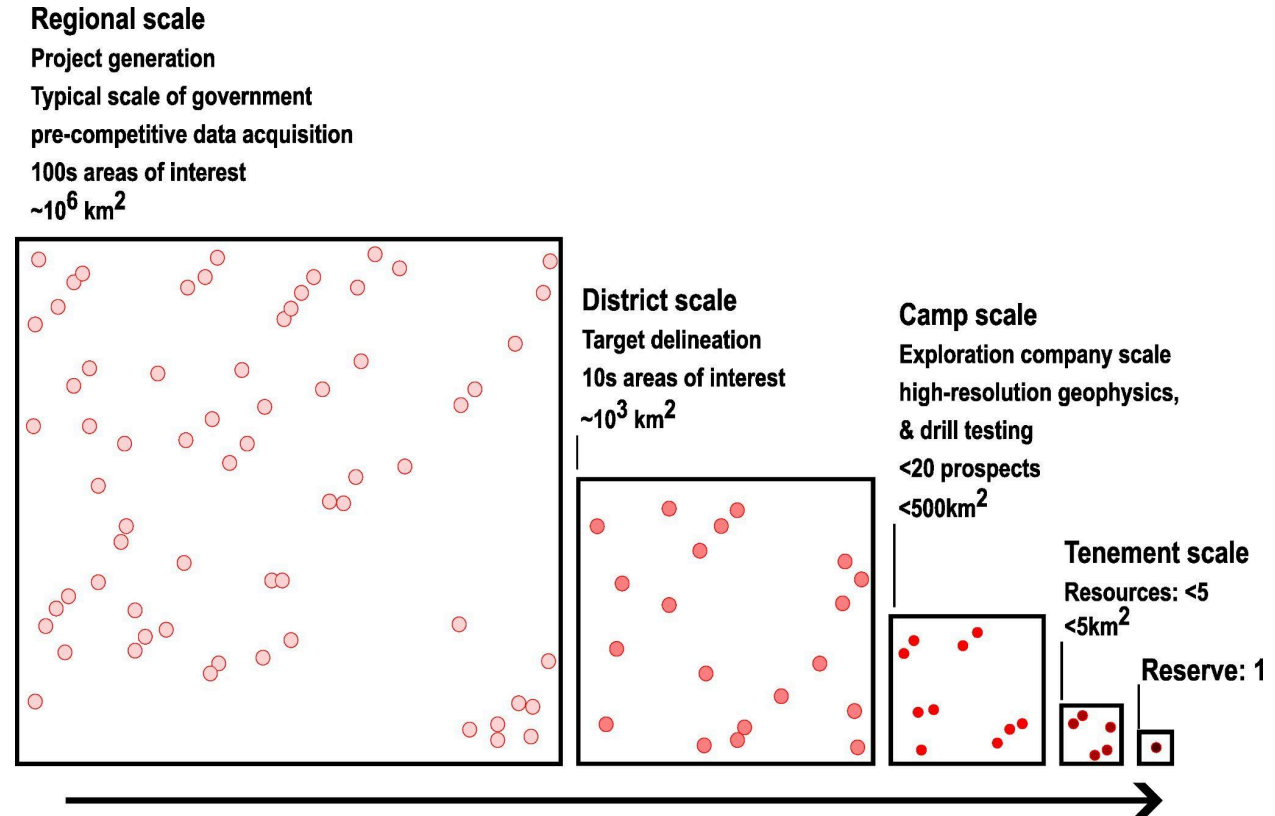 Regional scale
Project generation
Typical scale of government
pre-competitive data acquisition
100s areas of interest
~10⁶ km²
District scale
Target delineation
10s areas of interest
~10³ km²
Camp scale
Exploration company scale
high-resolution geophysics,
& drill testing
<20 prospects
<500km²
Tenement scale
Resources: <5
<5km²
Reserve: 1